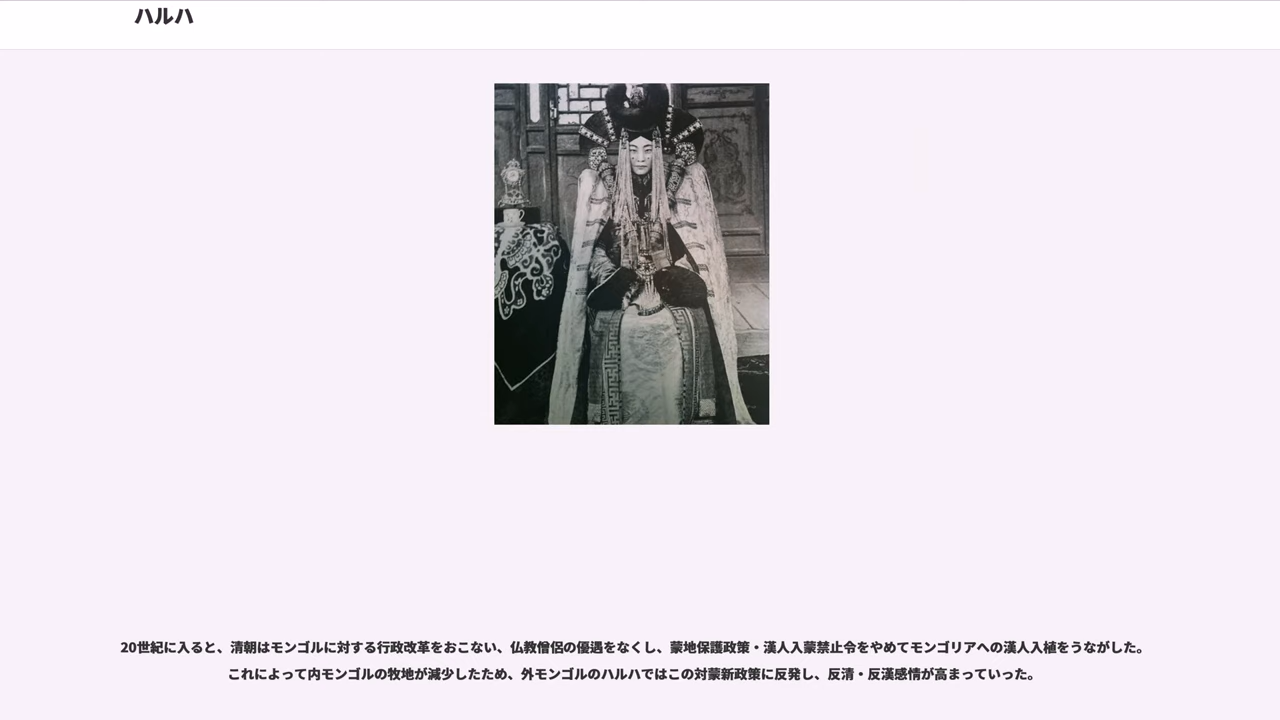 ハルハ
20世紀に入ると、清朝はモンゴルに対する行政改革をおこない、仏教僧侶の優遇をなくし、蒙地保護政策・漢人入蒙禁止令をやめてモンゴリアへの漢人入植をうながした。
これによって内モンゴルの牧地が減少したため、外モンゴルのハルハではこの対蒙新政策に反発し、反清・反漢感情が高まっていった。